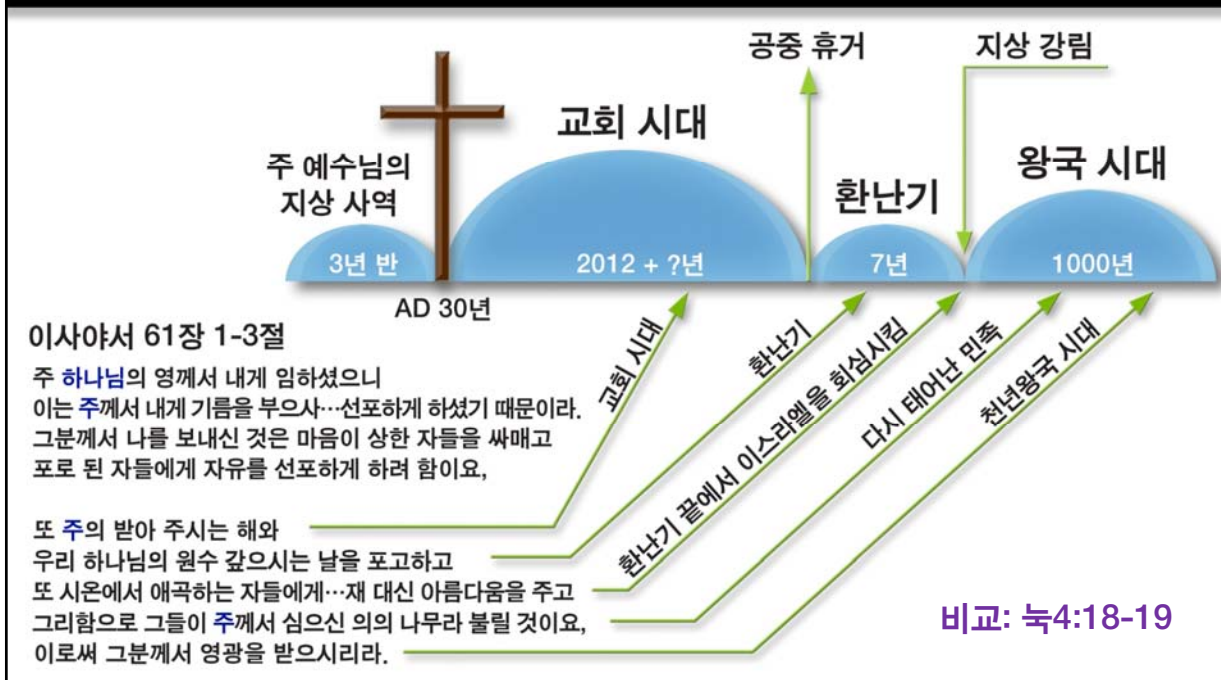 공중 휴거
지상 강림
교회 시대
왕국 시대
주 예수님의
지상 사역
환난기
3년 반
2012 + ?년
7년
1000년
AD 30년
이사야서 61장 1-3절
주 하나님의 영께서 내게 임하셨으니
이는 주께서 내게 기름을 부으사…선포하게 하셨기 때문이라.
그분께서 나를 보내신 것은 마음이 상한 자들을 싸매고
포로 된 자들에게 자유를 선포하게 하려 함이요,
또 주의 받아 주시는 해와
우리 하나님의 원수 갚으시는 날을 포고하고
또 시온에서 애곡하는 자들에게…재 대신 아름다움을 주고
그리함으로 그들이 주께서 심으신 의의 나무라 불릴 것이요,
이로써 그분께서 영광을 받으시리라.
교회 시대
환난기
환난기 끝에서 이스라엘을 회심시킴
다시 태어난 민족
천년왕국 시대
비교: 눅4:18-19